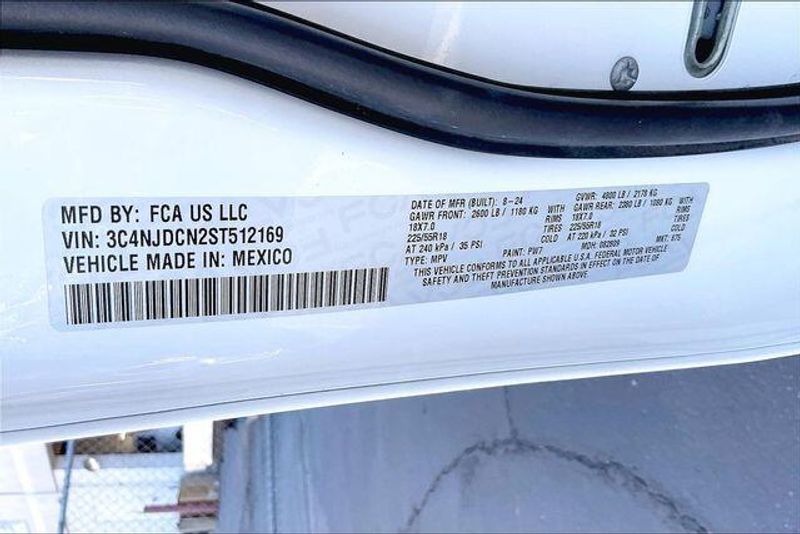 MFD BY: FCA US LLC
VIN: 3C4NJDCN2ST512169
VEHICLE MADE IN: MEXICO
DATE OF MFR (BUILT): 8-24 GVWR: 4800 LB / 2178 KG
GAWR FRONT: 2600 LB / 1180 KG WITH GAWR REAR: 2380 LB / 1080 KG WITH
18X7.0 RIMS 18X7.0 RIMS
225/55R18 TIRES 225/55R18 TIRES
AT 240 kPa / 35 PSI COLD AT 220 kPa / 32 PSI COLD
TYPE: MPV PAINT: PW7 MDH: 082809 MKT: 675
THIS VEHICLE CONFORMS TO ALL APPLICABLE U.S.A. FEDERAL MOTOR VEHICLE
SAFETY AND THEFT PREVENTION STANDARDS IN EFFECT ON THE DATE OF
MANUFACTURE SHOWN ABOVE.